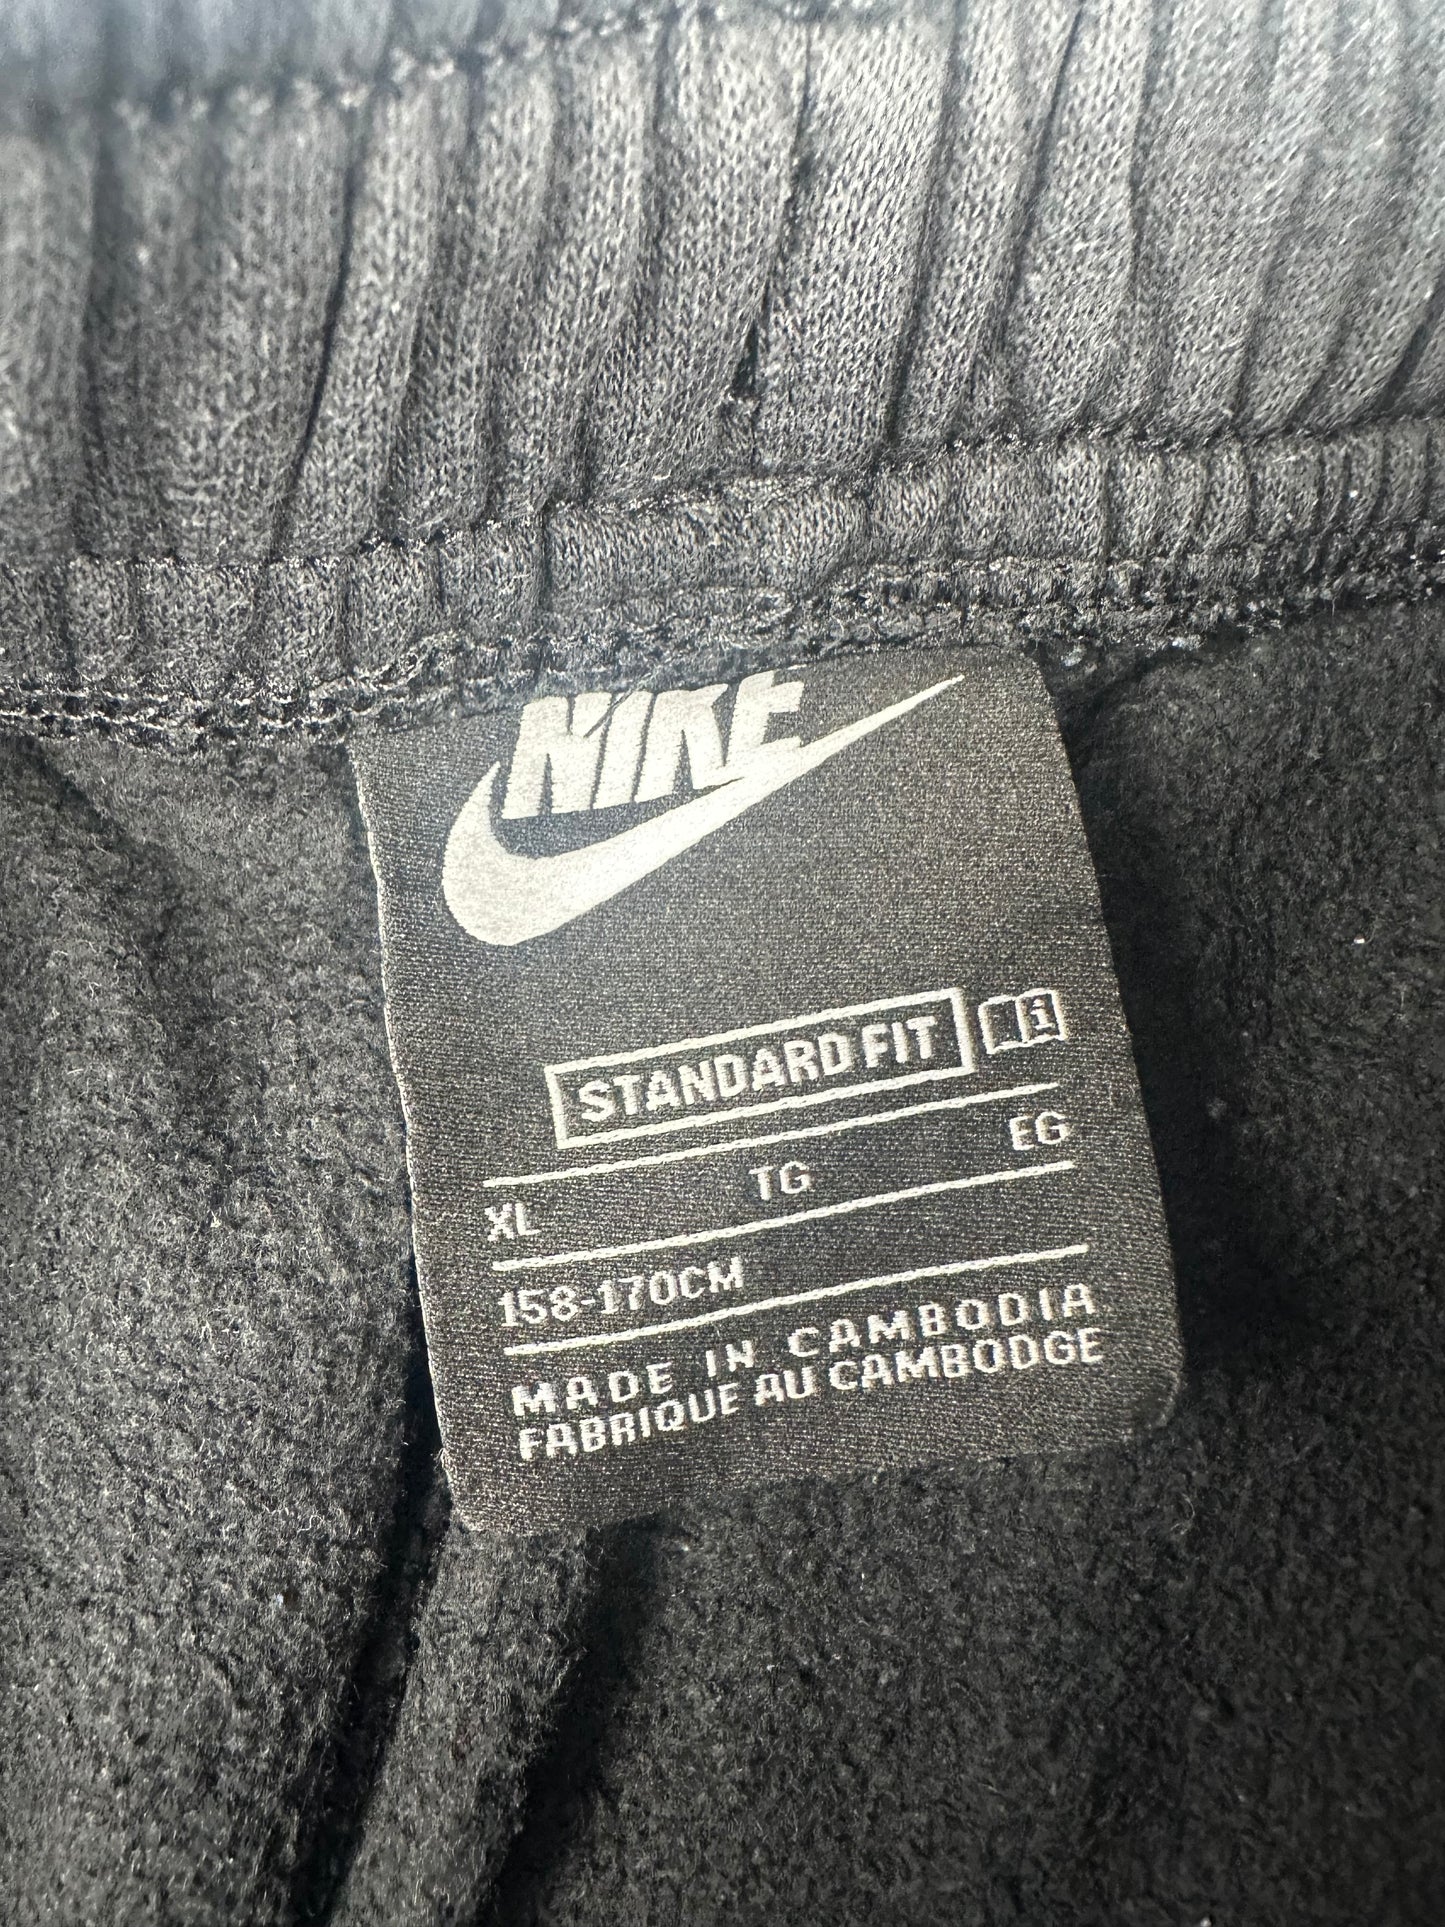 NIKE
STANDARD FIT i
XL TG EG
158-170CM
MADE IN CAMBODIA
FABRIQUE AU CAMBODGE